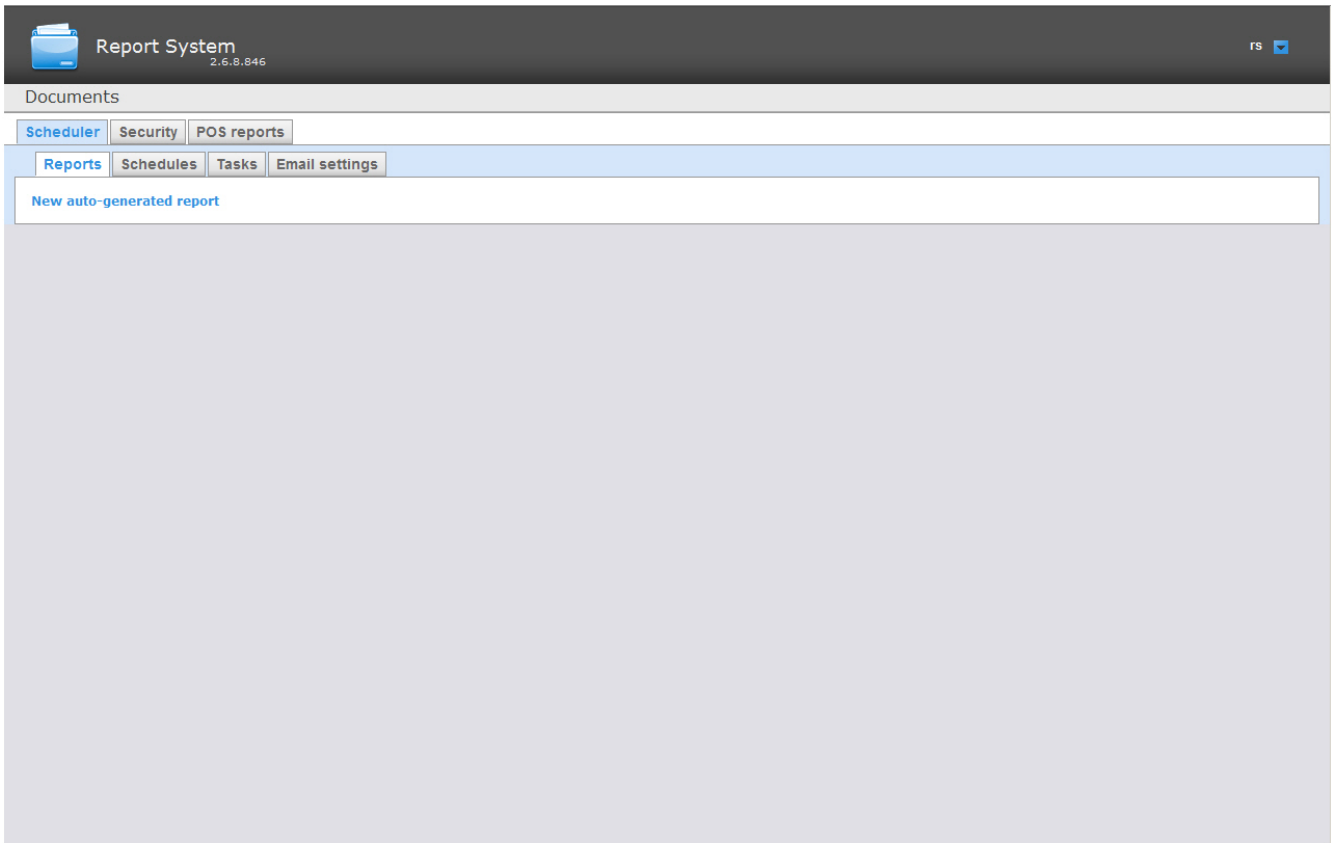 Report System
2.6.8.846
rs
Documents
Scheduler Security POS reports
Reports Schedules Tasks Email settings
New auto-generated report